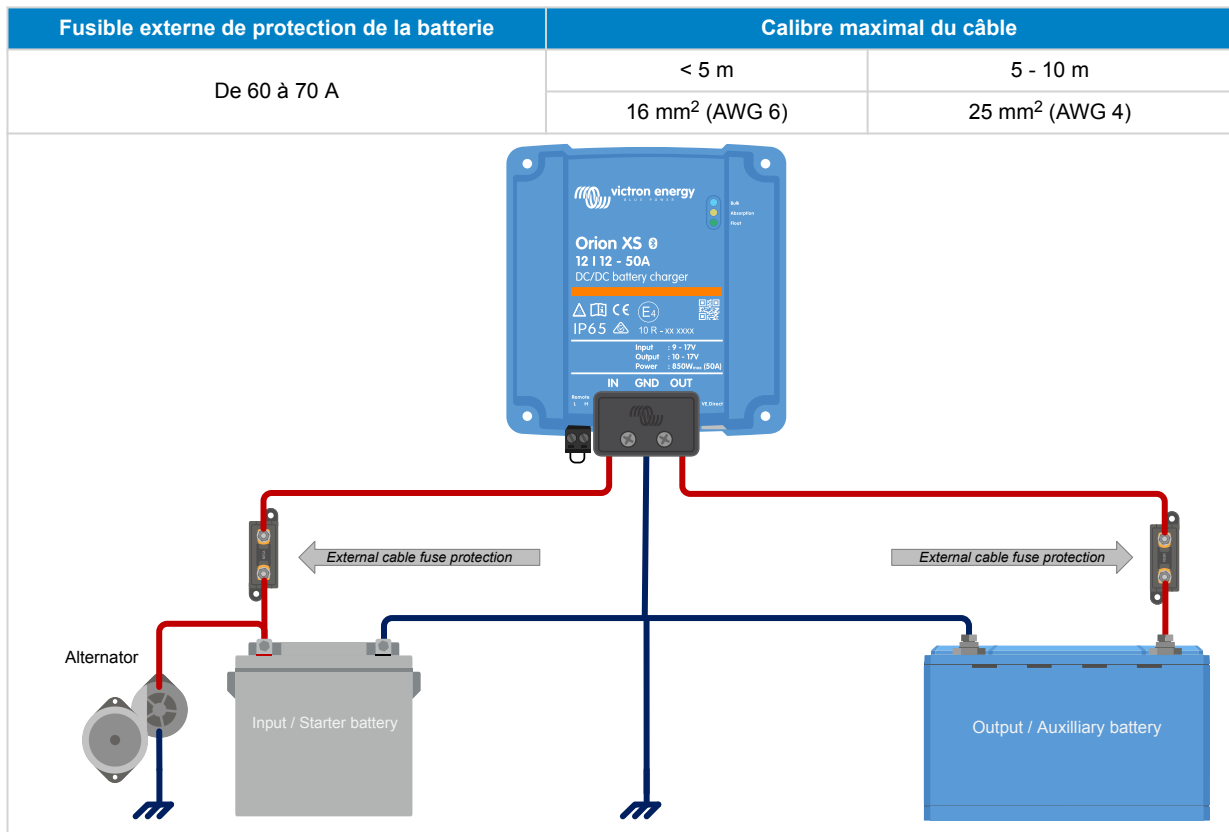 Fusible externe de protection de la batterie
Calibre maximal du câble
De 60 à 70 A
< 5 m
5 - 10 m
16 mm² (AWG 6)
25 mm² (AWG 4)
victron energy
BLUE POWER
Bulk
Absorption
Float
Orion XS
12 | 12 - 50A
DC/DC battery charger
CE E4
IP65 10 R - xx xxxx
Input : 9 - 17V
Output : 10 - 17V
Power : 850Wmax (50A)
IN GND OUT
Remote
L H
VE.Direct
External cable fuse protection
External cable fuse protection
Alternator
Input / Starter battery
Output / Auxilliary battery